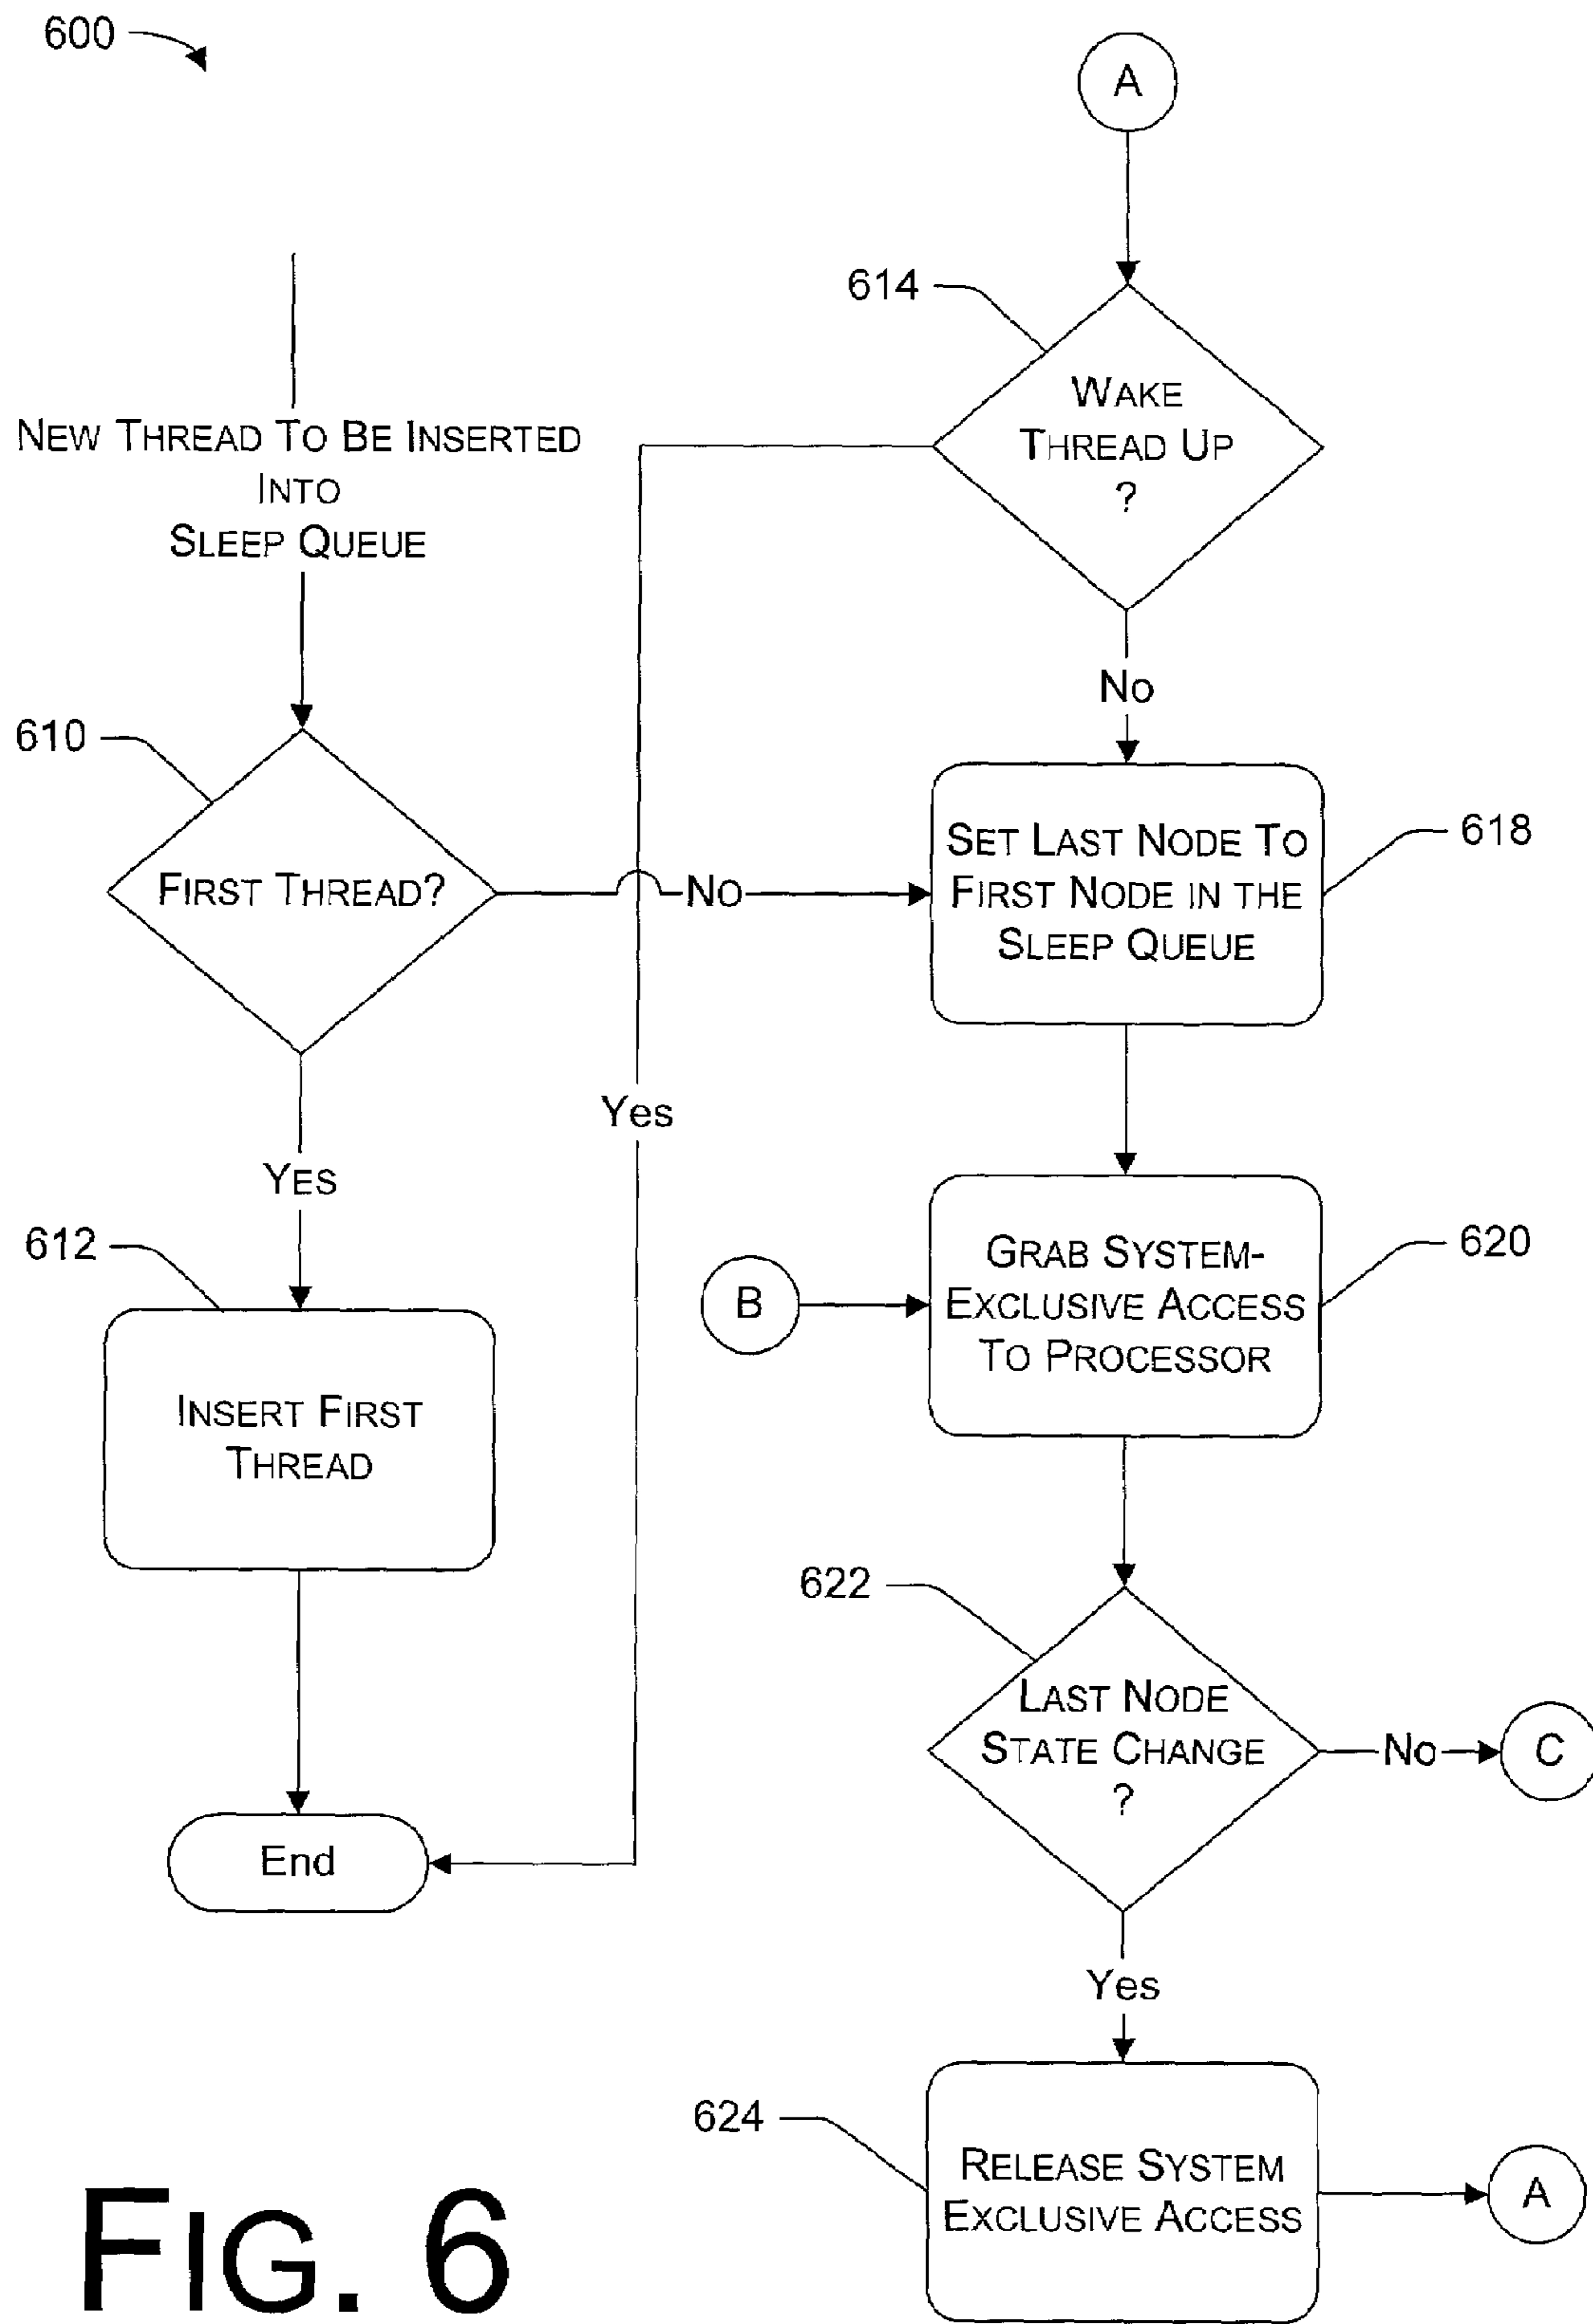 600
A
614
WAKE
THREAD UP
?
NEW THREAD TO BE INSERTED
INTO
SLEEP QUEUE
No
610
FIRST THREAD?
No
SET LAST NODE TO
FIRST NODE IN THE
SLEEP QUEUE
618
Yes
YES
612
INSERT FIRST
THREAD
B
GRAB SYSTEM-
EXCLUSIVE ACCESS
TO PROCESSOR
620
622
LAST NODE
STATE CHANGE
?
No
C
End
Yes
624
RELEASE SYSTEM
EXCLUSIVE ACCESS
A
FIG. 6